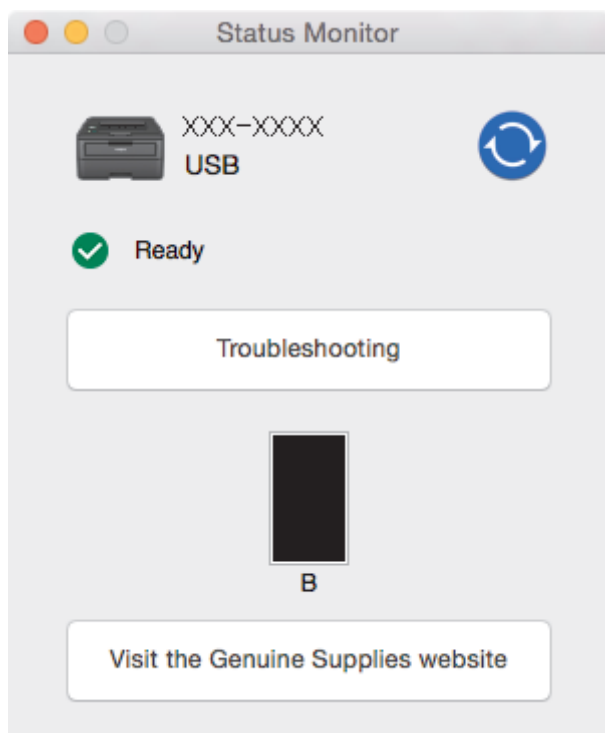 Status Monitor
XXX-XXXX
USB
Ready
Troubleshooting
B
Visit the Genuine Supplies website